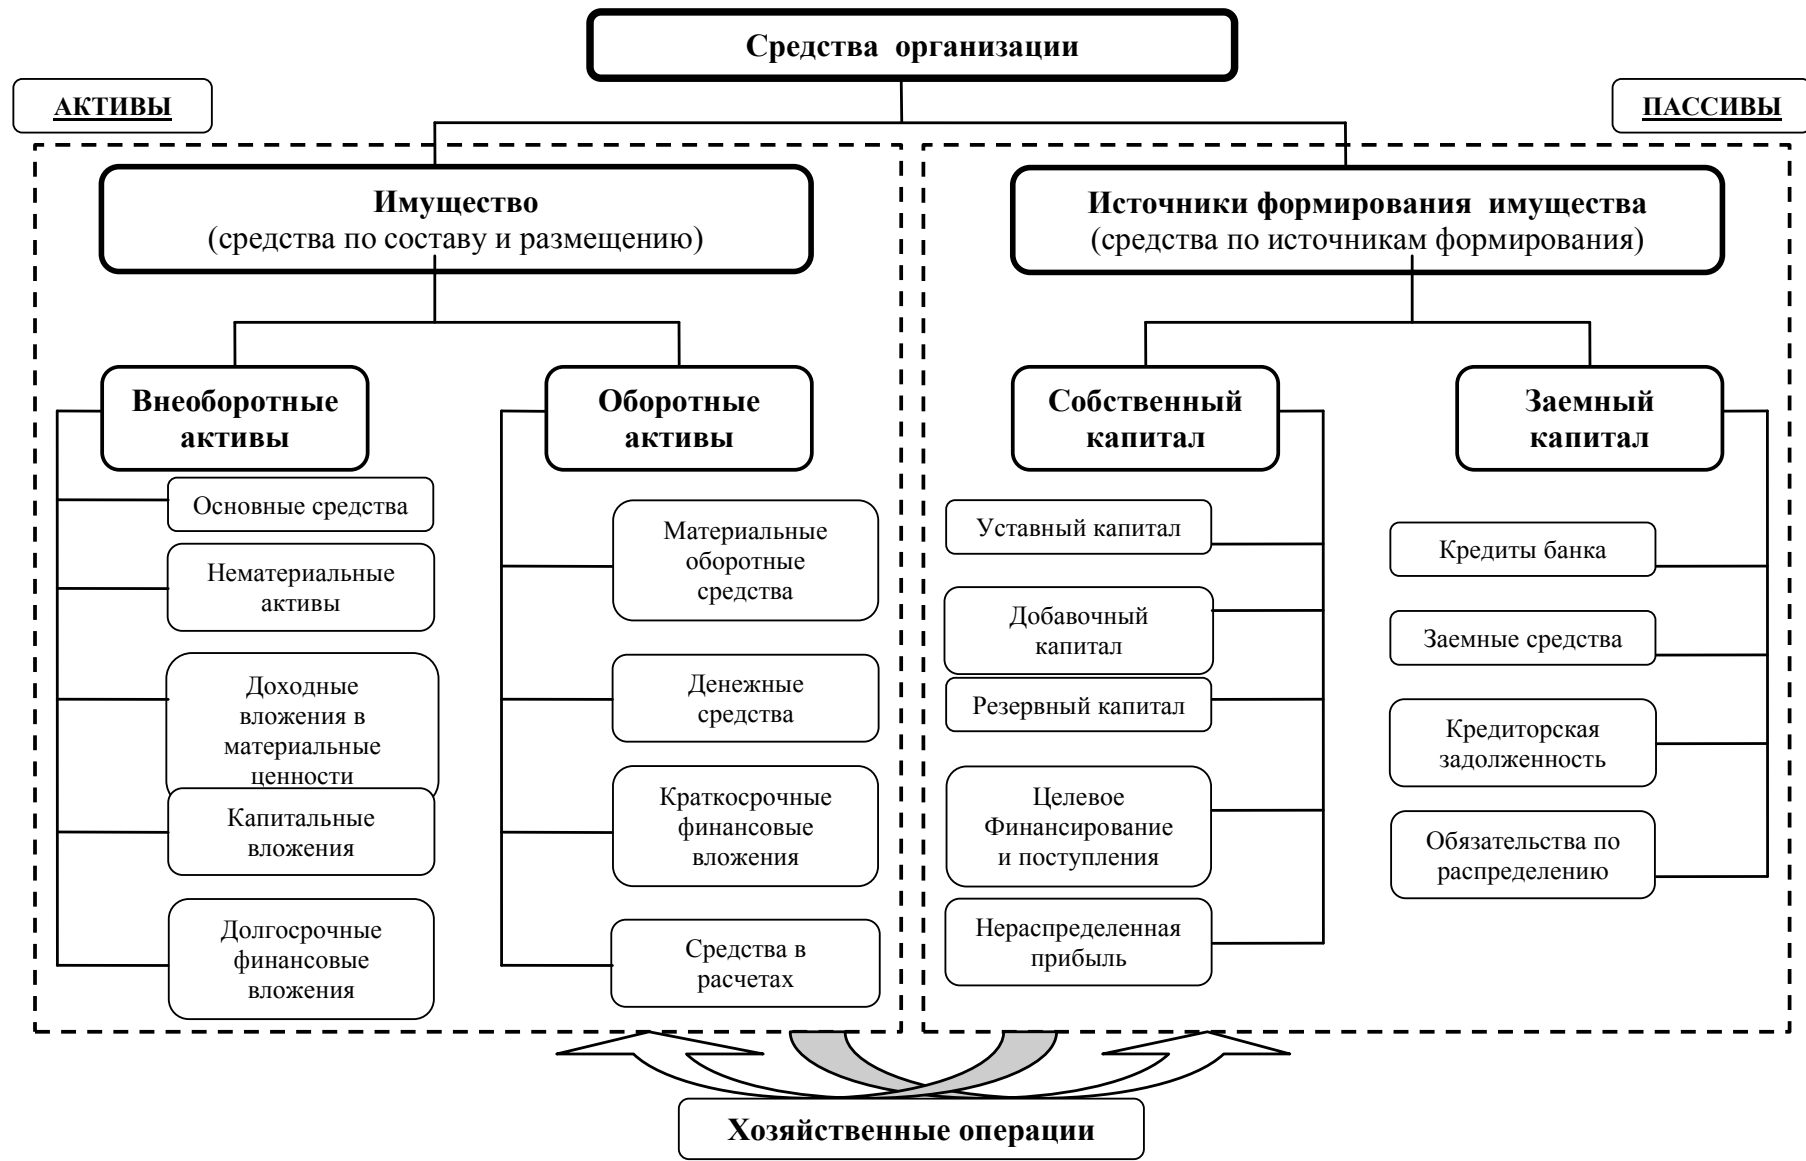 Средства организации
АКТИВЫ
ПАССИВЫ
Имущество
(средства по составу и размещению)
Источники формирования имущества
(средства по источникам формирования)
Внеоборотные
активы
Оборотные
активы
Собственный
капитал
Заемный
капитал
Основные средства
Нематериальные
активы
Доходные
вложения в
материальные
ценности
Капитальные
вложения
Долгосрочные
финансовые
вложения
Материальные
оборотные
средства
Денежные
средства
Краткосрочные
финансовые
вложения
Средства в
расчетах
Уставный капитал
Добавочный
капитал
Резервный капитал
Целевое
Финансирование
и поступления
Нераспределенная
прибыль
Кредиты банка
Заемные средства
Кредиторская
задолженность
Обязательства по
распределению
Хозяйственные операции